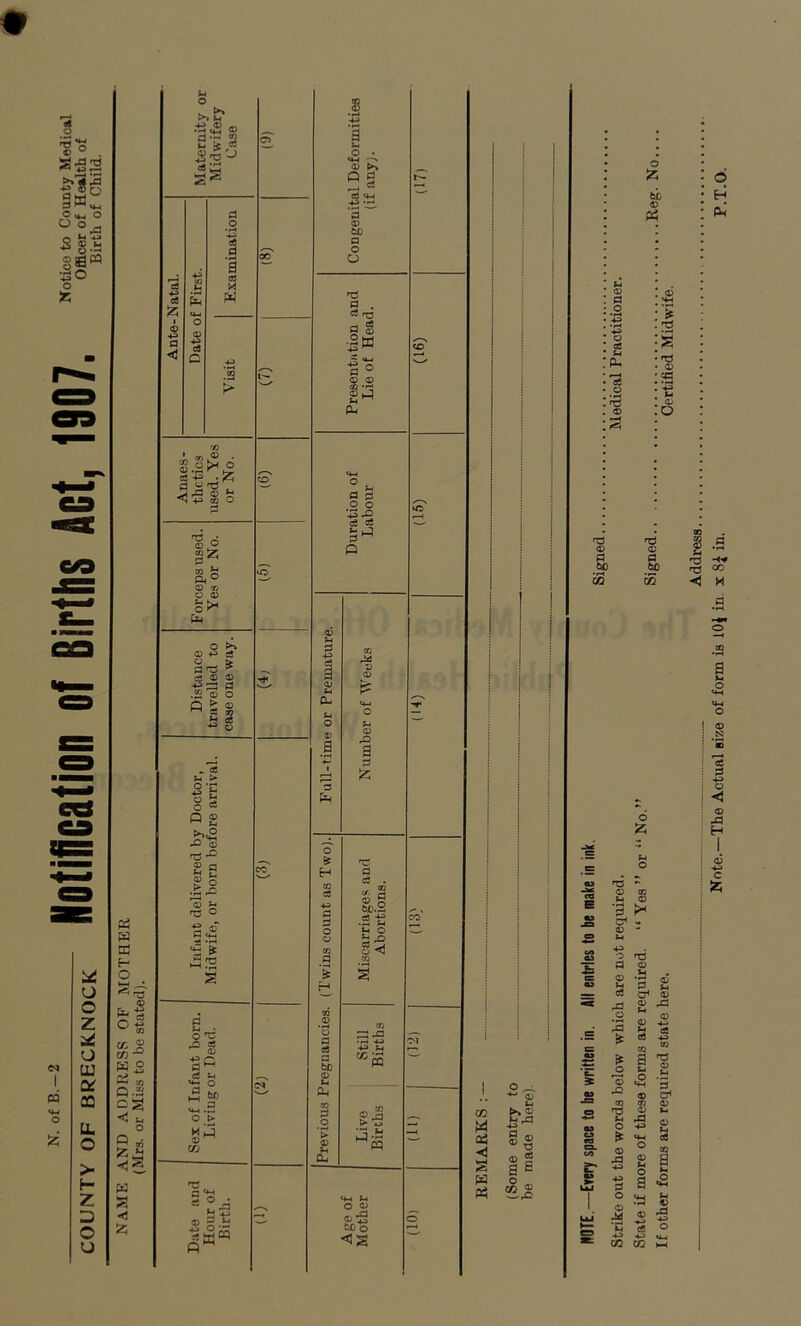 N. of B.—2
Notification of Births Act, 1907.
Notice to County Medical
Officer of Health of
Birth of Child.
COUNTY OF BRECKNOCK
NAME AND ADDRESS OF MOTHER
(Mrs. or Miss to be stated).
Date and
Hour of
Birth.
Sex of Infant born.
Living or Dead.
Infant delivered by Doctor,
Midwife, or born before arrival.
Distance
travelled to
case one way.
Forceps used.
Yes or No.
Anaes-
thetics
used. Yes
or No.
Ante-Natal.
Date of First.
Visit
Examination
Maternity or
Midwifery
Case
(1)
(2)
(3)
(4)
(5)
(6)
(7)
(8)
(9)
Age of
Mother
Previous Pregnancies. (Twins count as Two).
Live
Births
Still
Births
Miscarriages and
Abortions.
Full-time or Premature.
Number of Weeks
Duration of
Labour
Presentation and
Lie of Head.
Congenital Deformities
(if any).
(10)
(11)
(12)
(13)
(14)
(15)
(16)
(17)
REMARKS :—
(Some entry to
be made here).
NOTE.—Every space to be written in. All entries to be make in ink.
Strike out the words below which are not required.
State if more of these forms are required. “ Yes ” or “ No.”
If other forms are required state here.
Signed
Medical Practitioner.
Signed
Reg. No.
Certified Midwife.
Address
P.T.O.
Note.—The Actual size of form is 10½ in. x 8¼ in.